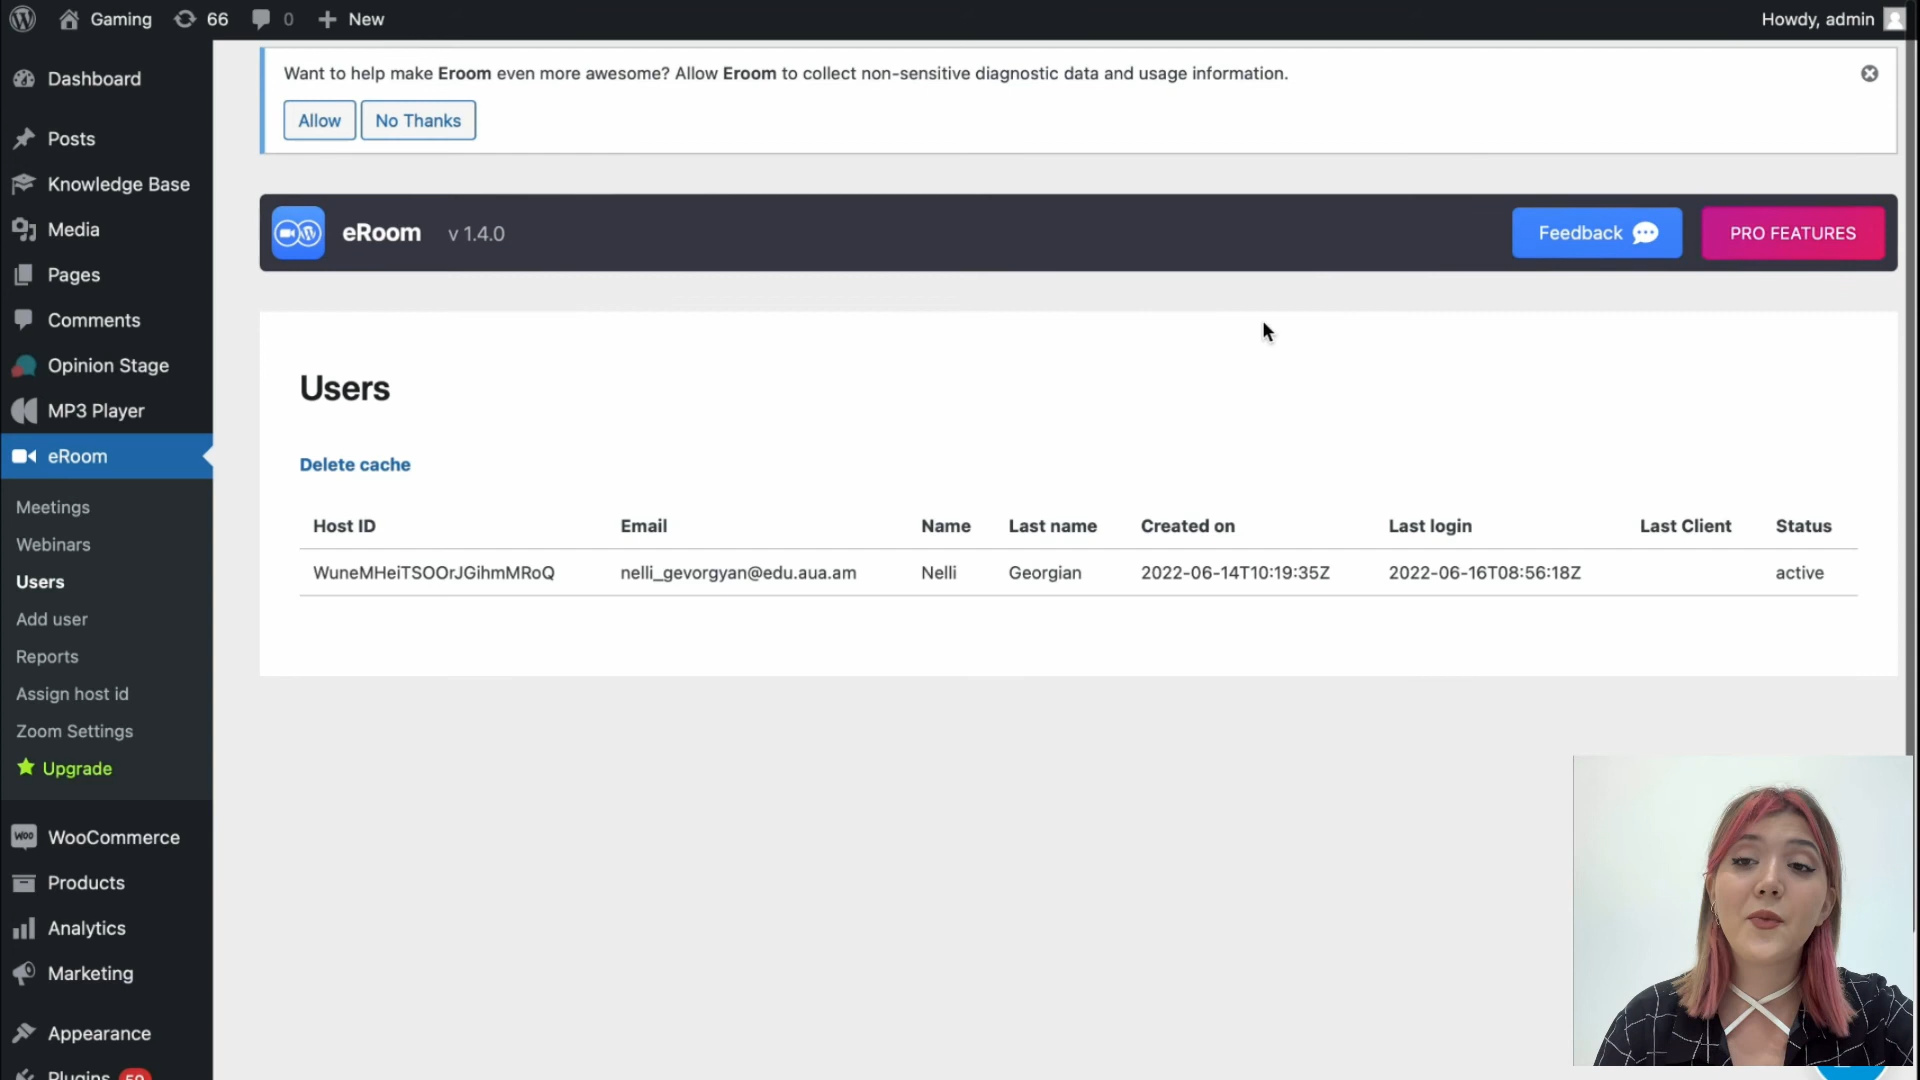 Gaming
66
0
New
Howdy, admin
Dashboard
Posts
Knowledge Base
Media
Pages
Comments
Opinion Stage
MP3 Player
eRoom
Meetings
Webinars
Users
Add user
Reports
Assign host id
Zoom Settings
Upgrade
WooCommerce
Products
Analytics
Marketing
Appearance
Plugins 59
Want to help make Eroom even more awesome? Allow Eroom to collect non-sensitive diagnostic data and usage information.
Allow No Thanks
eRoom v 1.4.0
Feedback PRO FEATURES
Users
Delete cache
Host ID Email Name Last name Created on Last login Last Client Status
WuneMHeiTSOOrJGihmMRoQ nelli_gevorgyan@edu.aua.am Nelli Georgian 2022-06-14T10:19:35Z 2022-06-16T08:56:18Z active